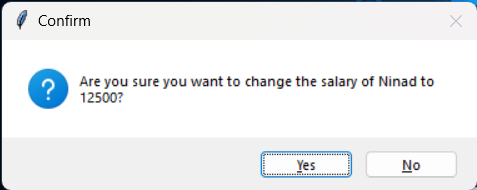 Confirm
Are you sure you want to change the salary of Ninad to
12500?
Yes
No